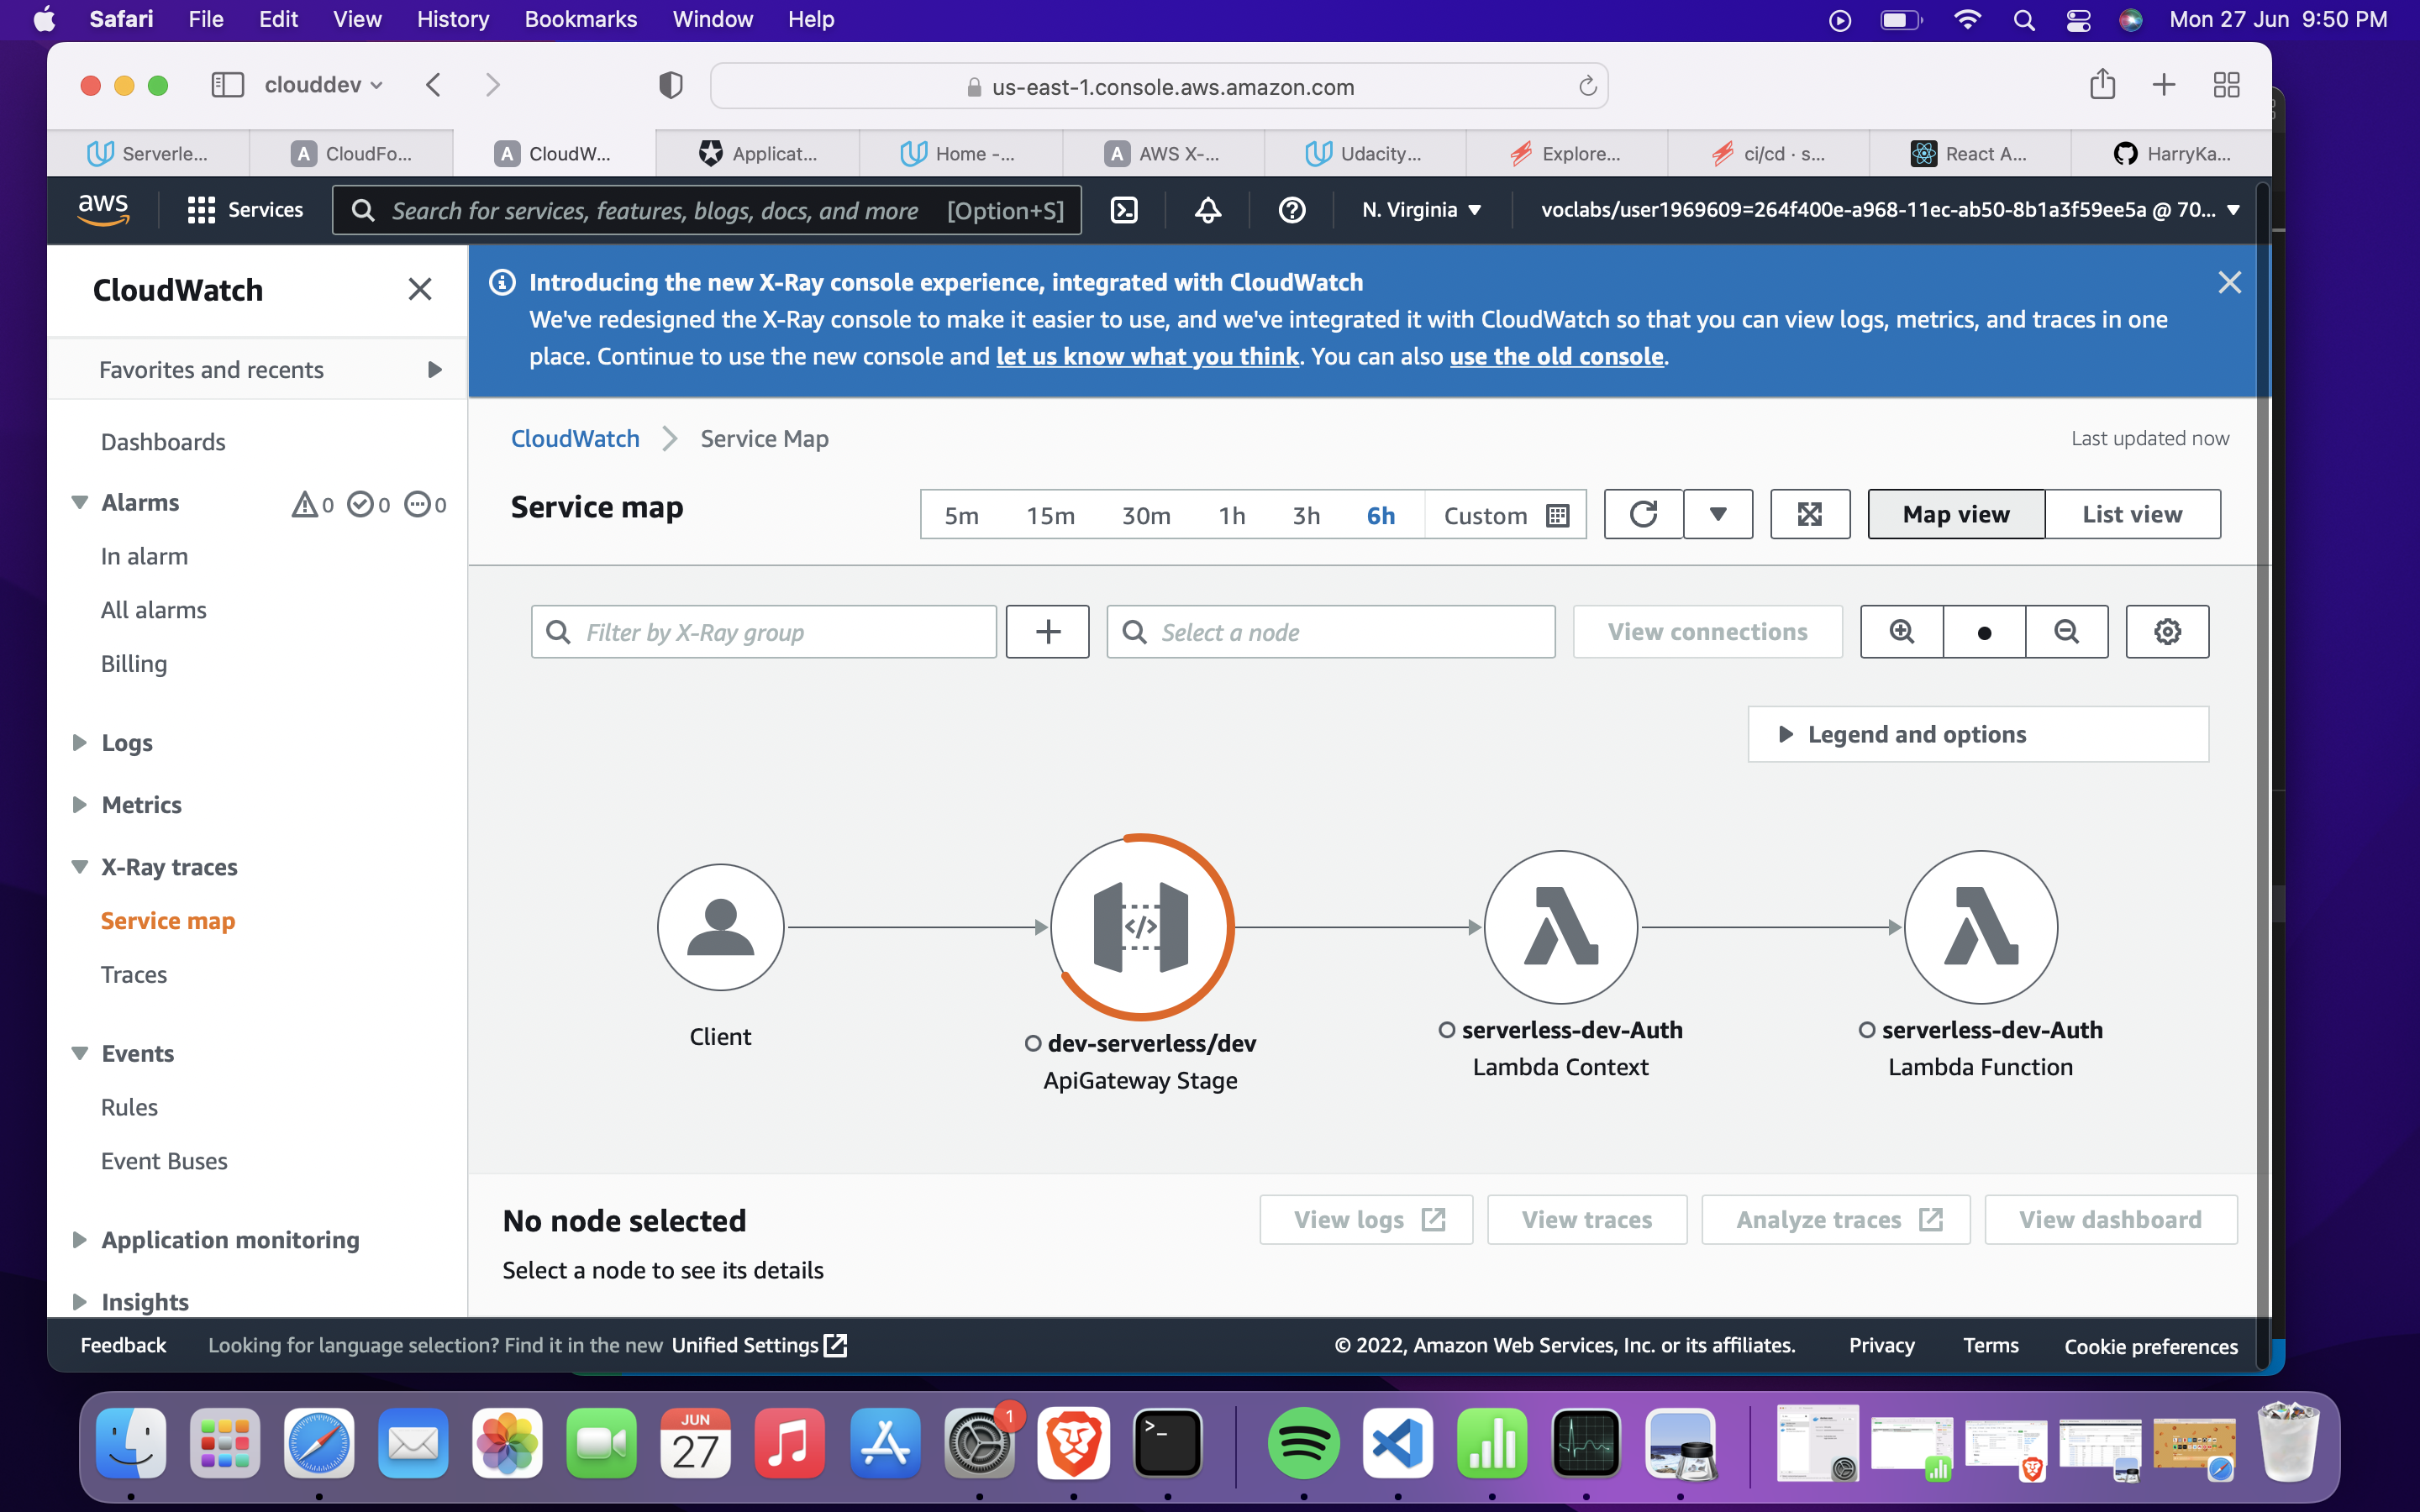 Safari File Edit View History Bookmarks Window Help Mon 27 Jun 9:50 PM
clouddev us-east-1.console.aws.amazon.com
Serverle... A CloudFo... A CloudW... Applicat... Home -... A AWS X-... Udacity... Explore... ci/cd · s... React A... HarryKa...
aws Services Search for services, features, blogs, docs, and more [Option+S] N. Virginia voclabs/user1969609=264f400e-a968-11ec-ab50-8b1a3f59ee5a @ 70...
CloudWatch
Favorites and recents
Dashboards
Alarms 0 0 0
In alarm
All alarms
Billing
Logs
Metrics
X-Ray traces
Service map
Traces
Events
Rules
Event Buses
Application monitoring
Insights
Introducing the new X-Ray console experience, integrated with CloudWatch
We've redesigned the X-Ray console to make it easier to use, and we've integrated it with CloudWatch so that you can view logs, metrics, and traces in one
place. Continue to use the new console and let us know what you think. You can also use the old console.
CloudWatch Service Map Last updated now
Service map 5m 15m 30m 1h 3h 6h Custom Map view List view
Filter by X-Ray group Select a node View connections
Legend and options
</>
Client
dev-serverless/dev
ApiGateway Stage
serverless-dev-Auth
Lambda Context
serverless-dev-Auth
Lambda Function
No node selected View logs View traces Analyze traces View dashboard
Select a node to see its details
Feedback Looking for language selection? Find it in the new Unified Settings © 2022, Amazon Web Services, Inc. or its affiliates. Privacy Terms Cookie preferences
JUN
27
1
>_